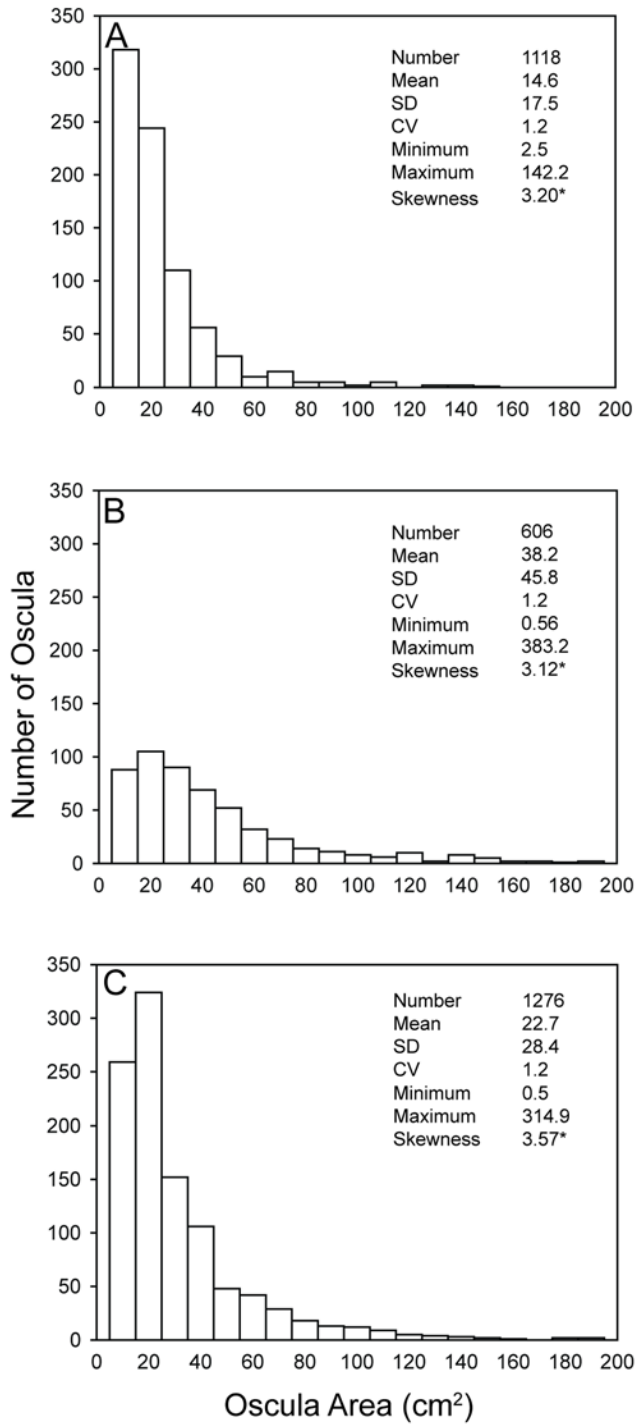 A
350
300
250
200
150
100
50
0
Number 1118
Mean 14.6
SD 17.5
CV 1.2
Minimum 2.5
Maximum 142.2
Skewness 3.20*
0 20 40 60 80 100 120 140 160 180 200
Number of Oscula
B
350
300
250
200
150
100
50
0
Number 606
Mean 38.2
SD 45.8
CV 1.2
Minimum 0.56
Maximum 383.2
Skewness 3.12*
0 20 40 60 80 100 120 140 160 180 200
C
350
300
250
200
150
100
50
0
Number 1276
Mean 22.7
SD 28.4
CV 1.2
Minimum 0.5
Maximum 314.9
Skewness 3.57*
0 20 40 60 80 100 120 140 160 180 200
Oscula Area (cm²)